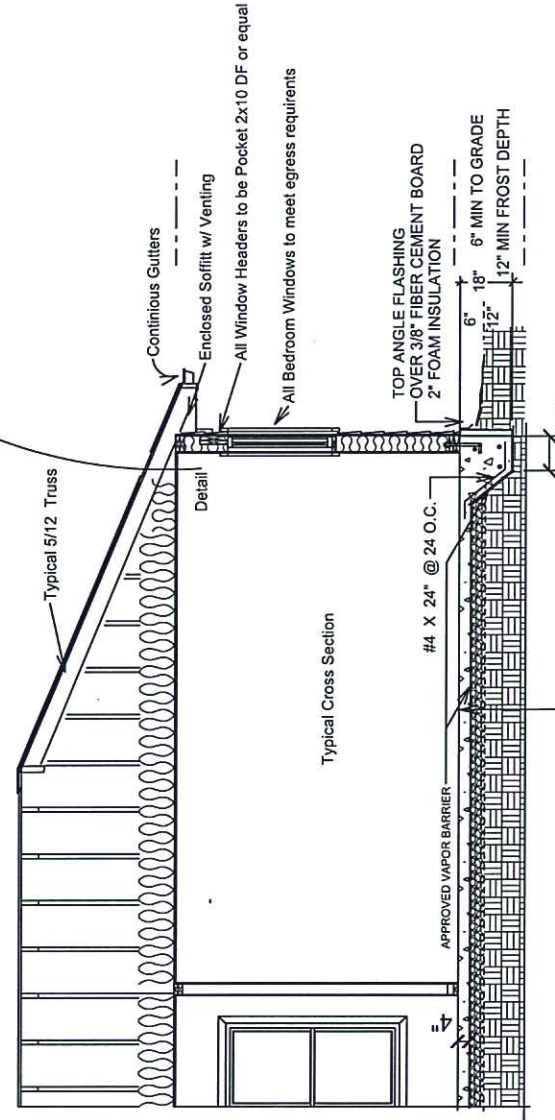 Typical 5/12 Truss
Continious Gutters
Enclosed Soffitt w/ Venting
All Window Headers to be Pocket 2x10 DF or equal
Detail
All Bedroom Windows to meet egress requirents
Typical Cross Section
TOP ANGLE FLASHING
OVER 3/8" FIBER CEMENT BOARD
2" FOAM INSULATION
#4 X 24" @ 24 O.C.
APPROVED VAPOR BARRIER
4"
6"
18"
12"
6" MIN TO GRADE
12" MIN FROST DEPTH